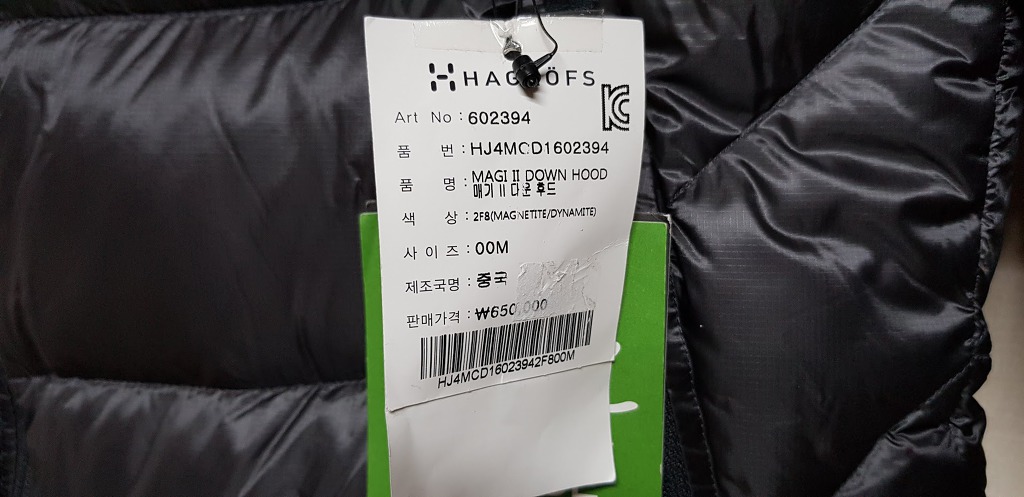 HAGLÖFS
Art No : 602394
품 번 : HJ4MCD1602394
품 명 : MAGI II DOWN HOOD
매기 II 다운 후드
색 상 : 2F8(MAGNETITE/DYNAMITE)
사 이 즈 : 00M
제조국명 : 중국
판매가격 : ₩650,000
HJ4MCD16023942F800M